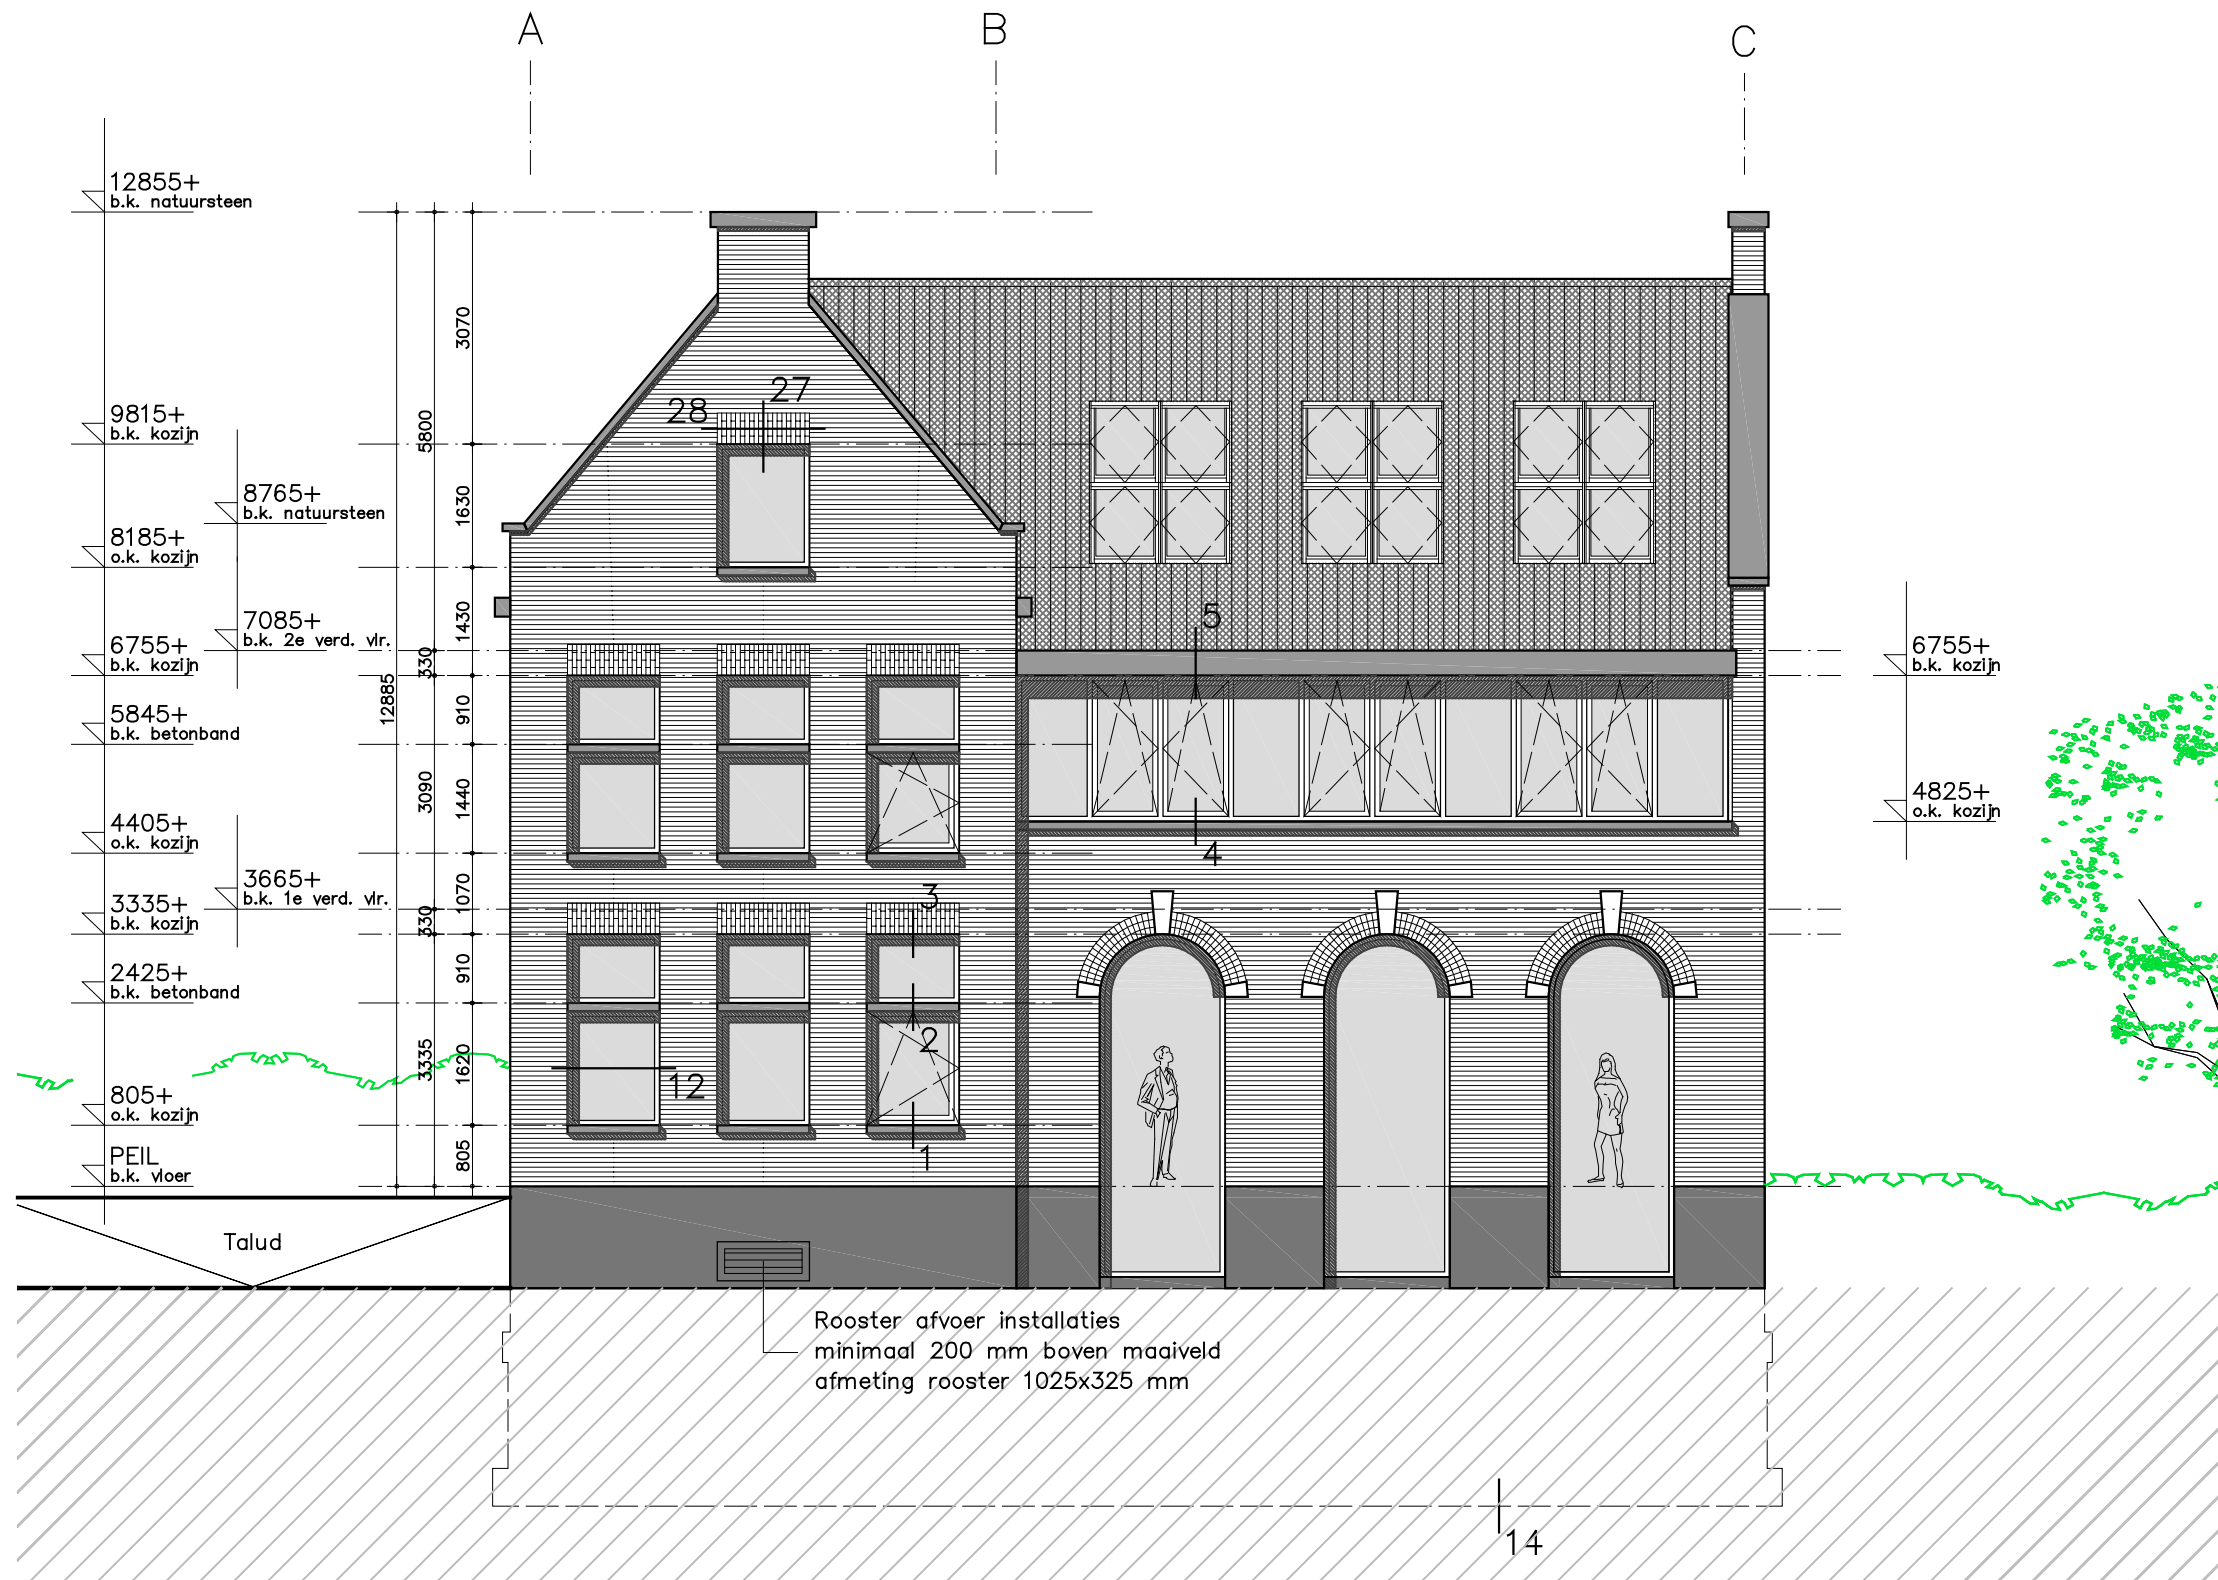 A
B
C
12855+
b.k. natuursteen
9815+
b.k. kozijn
8765+
b.k. natuursteen
8185+
o.k. kozijn
7085+
b.k. 2e verd. vlr.
6755+
b.k. kozijn
5845+
b.k. betonband
4405+
o.k. kozijn
3665+
b.k. 1e verd. vlr.
3335+
b.k. kozijn
2425+
b.k. betonband
805+
o.k. kozijn
PEIL
b.k. vloer
Talud
12885
5800
330
3090
330
3335
3070
1630
1430
910
1440
1070
910
1620
805
27
28
5
4
3
2
12
1
6755+
b.k. kozijn
4825+
o.k. kozijn
Rooster afvoer installaties
minimaal 200 mm boven maaiveld
afmeting rooster 1025x325 mm
14